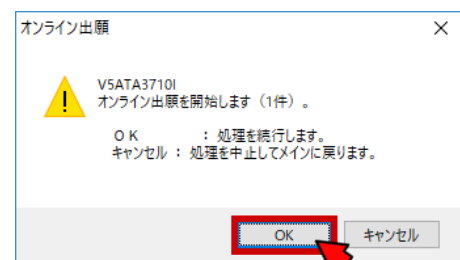 オンライン出願
V5ATA3710I
オンライン出願を開始します（1件）。
ＯＫ　　　：処理を続行します。
キャンセル：処理を中止してメインに戻ります。
OK　キャンセル